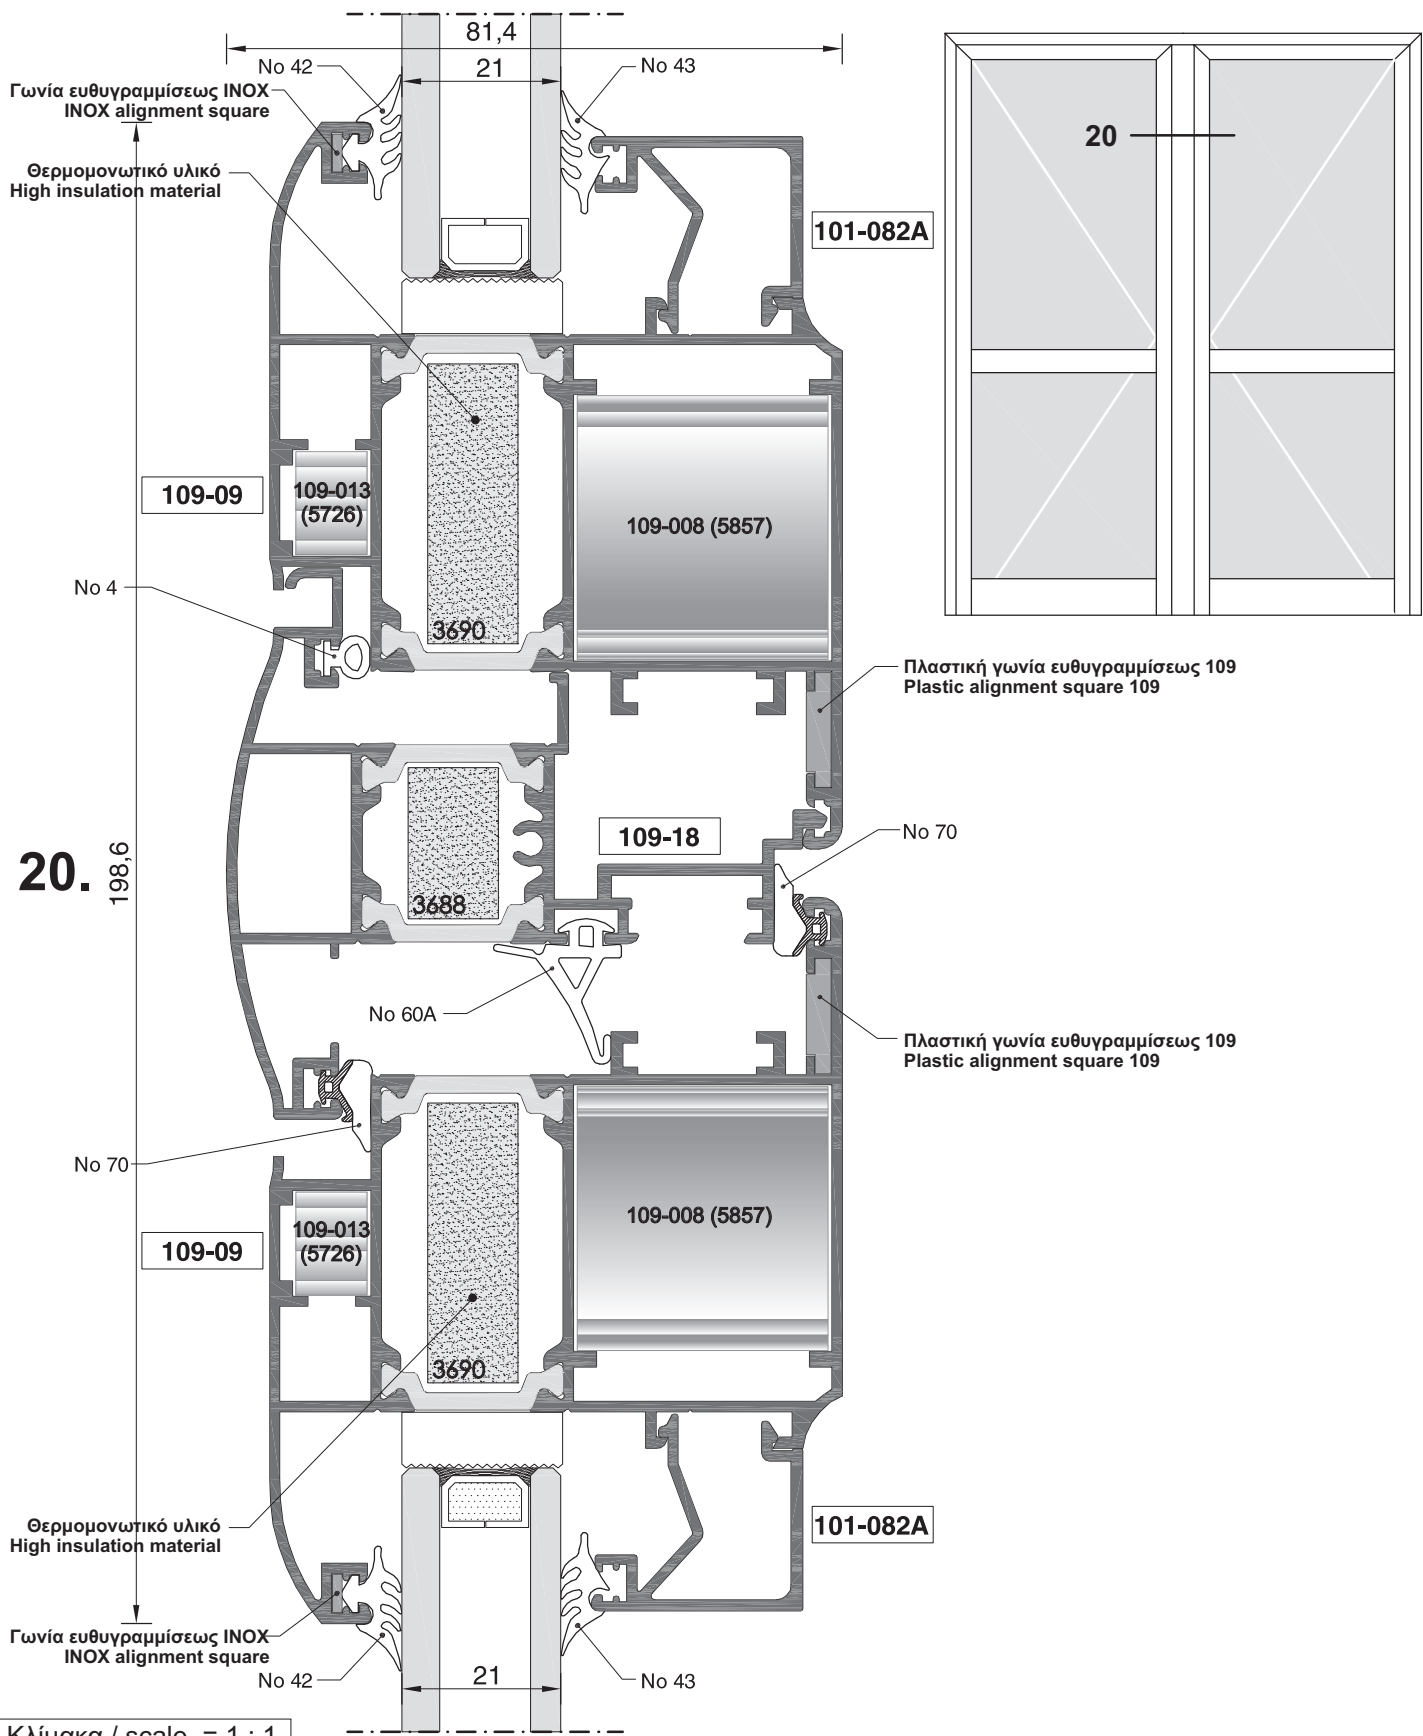 81,4
No 42
21
No 43
Γωνία ευθυγραμμίσεως INOX
INOX alignment square
20
Θερμομονωτικό υλικό
High insulation material
101-082A
109-09
109-013
(5726)
109-008 (5857)
No 4
3690
Πλαστική γωνία ευθυγραμμίσεως 109
Plastic alignment square 109
109-18
No 70
20.
198,6
3688
No 60A
Πλαστική γωνία ευθυγραμμίσεως 109
Plastic alignment square 109
No 70
109-09
109-013
(5726)
109-008 (5857)
3690
Θερμομονωτικό υλικό
High insulation material
101-082A
Γωνία ευθυγραμμίσεως INOX
INOX alignment square
No 42
21
No 43
Κλίμακα / scale = 1 : 1